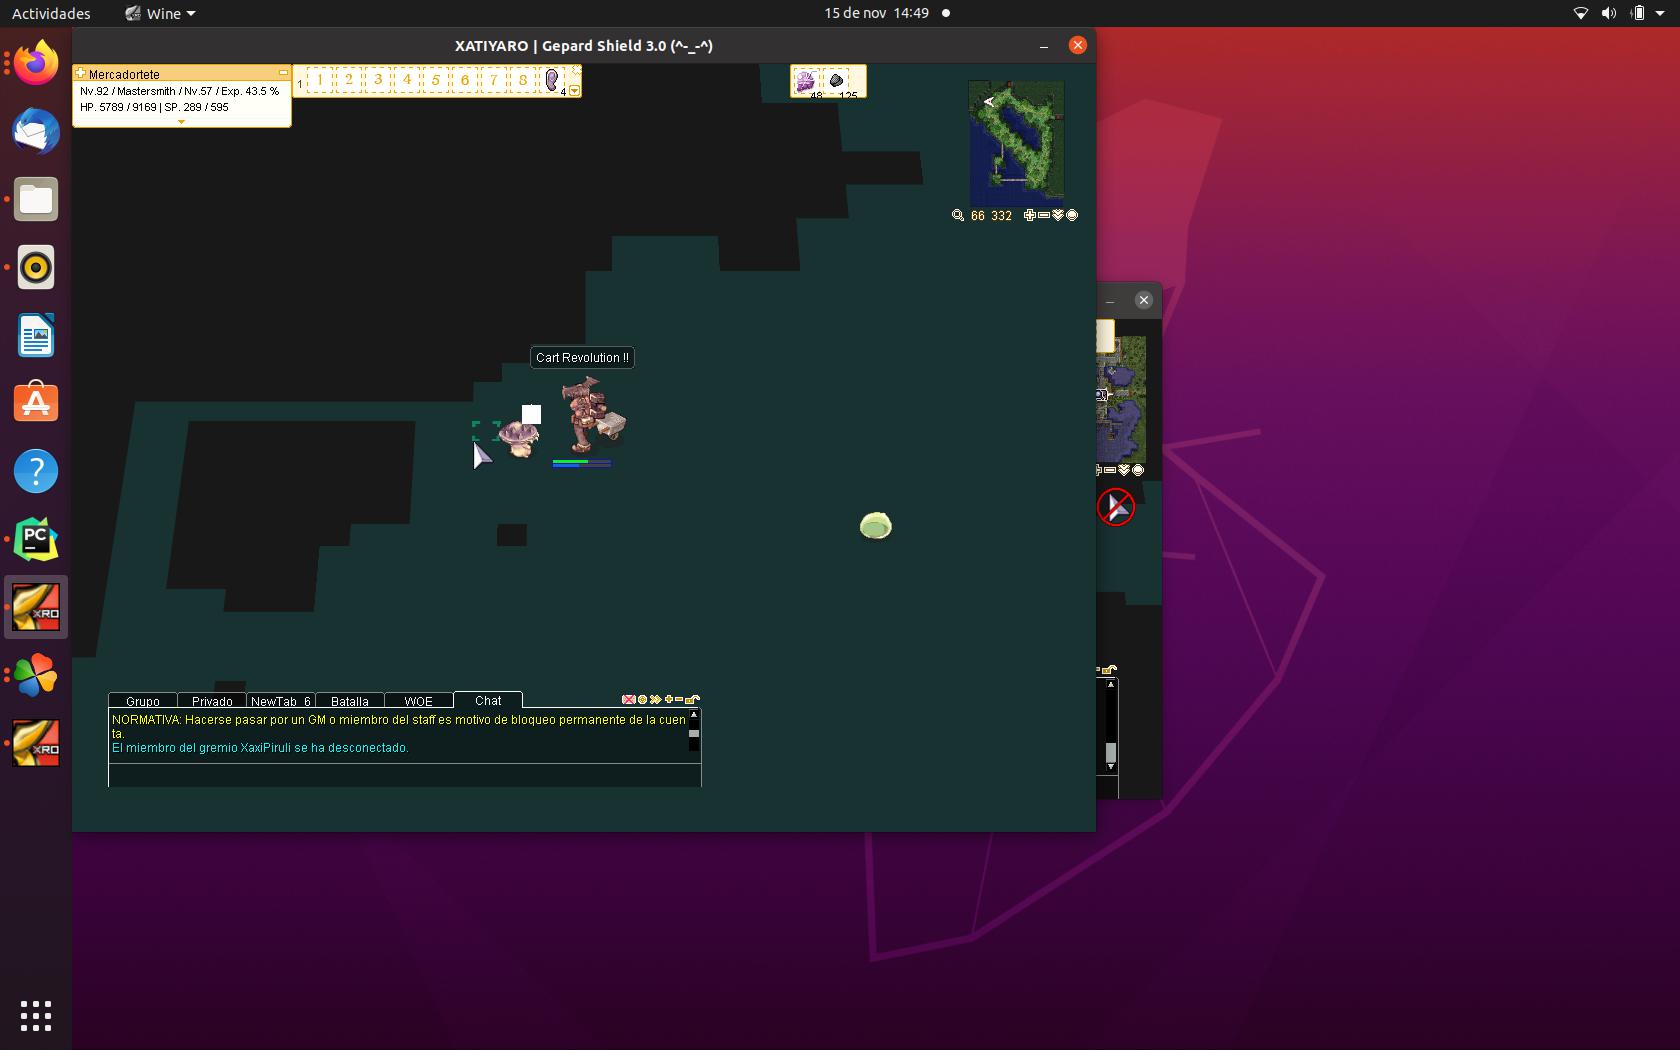 Actividades
Wine
15 de nov 14:49
XATIYARO | Gepard Shield 3.0 (^-_-^)
Mercadortete
Nv.92 / Mastersmith / Nv.57 / Exp. 43.5 %
HP. 5789 / 9169 | SP. 289 / 595
1 1 2 3 4 5 6 7 8 4
48 125
66 332
Cart Revolution !!
PC
XRO
XRO
Grupo Privado NewTab_6 Batalla WOE Chat
NORMATIVA: Hacerse pasar por un GM o miembro del staff es motivo de bloqueo permanente de la cuen
ta.
El miembro del gremio XaxiPiruli se ha desconectado.